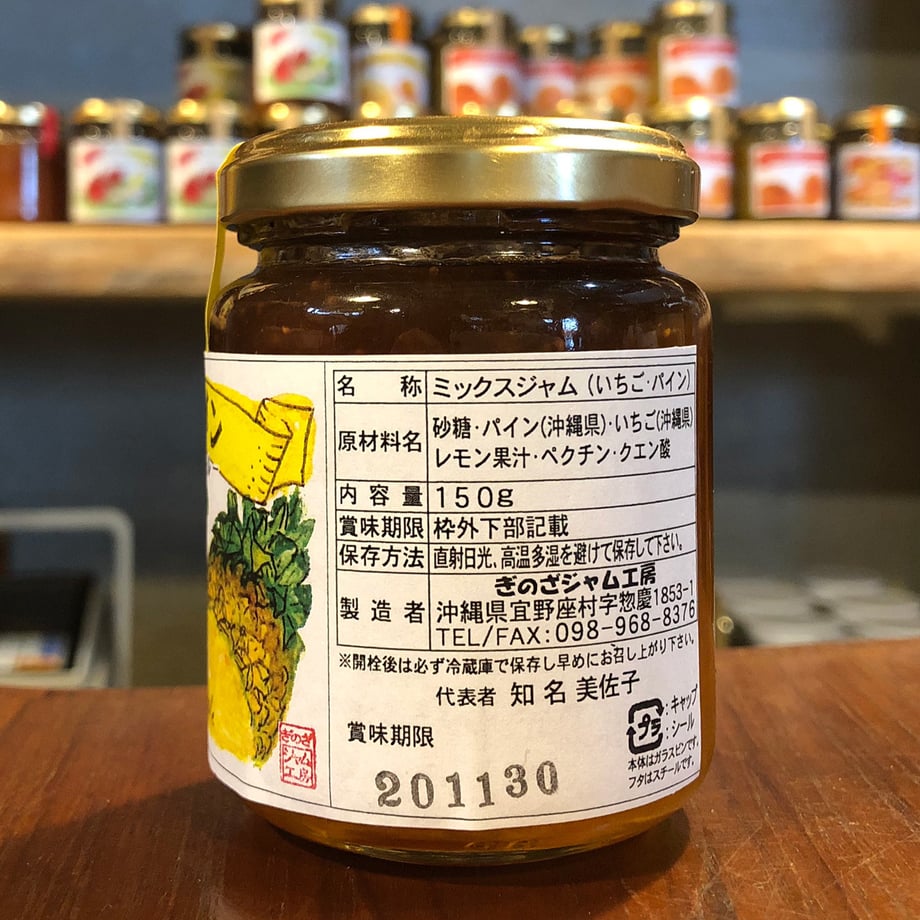 名称 ミックスジャム（いちご・パイン）
原材料名 砂糖・パイン(沖縄県)・いちご(沖縄県)
レモン果汁・ペクチン・クエン酸
内容量 150g
賞味期限 枠外下部記載
保存方法 直射日光、高温多湿を避けて保存して下さい。
製造者 ぎのざジャム工房
沖縄県宜野座村字惣慶1853-1
TEL/FAX:098-968-8376
※開栓後は必ず冷蔵庫で保存し早めにお召し上がり下さい。
代表者 知名美佐子
プラ :キャップ
:シール
本体はガラスビンです。
フタはスチールです。
賞味期限
201130
ぎのざ
ジャム
工房